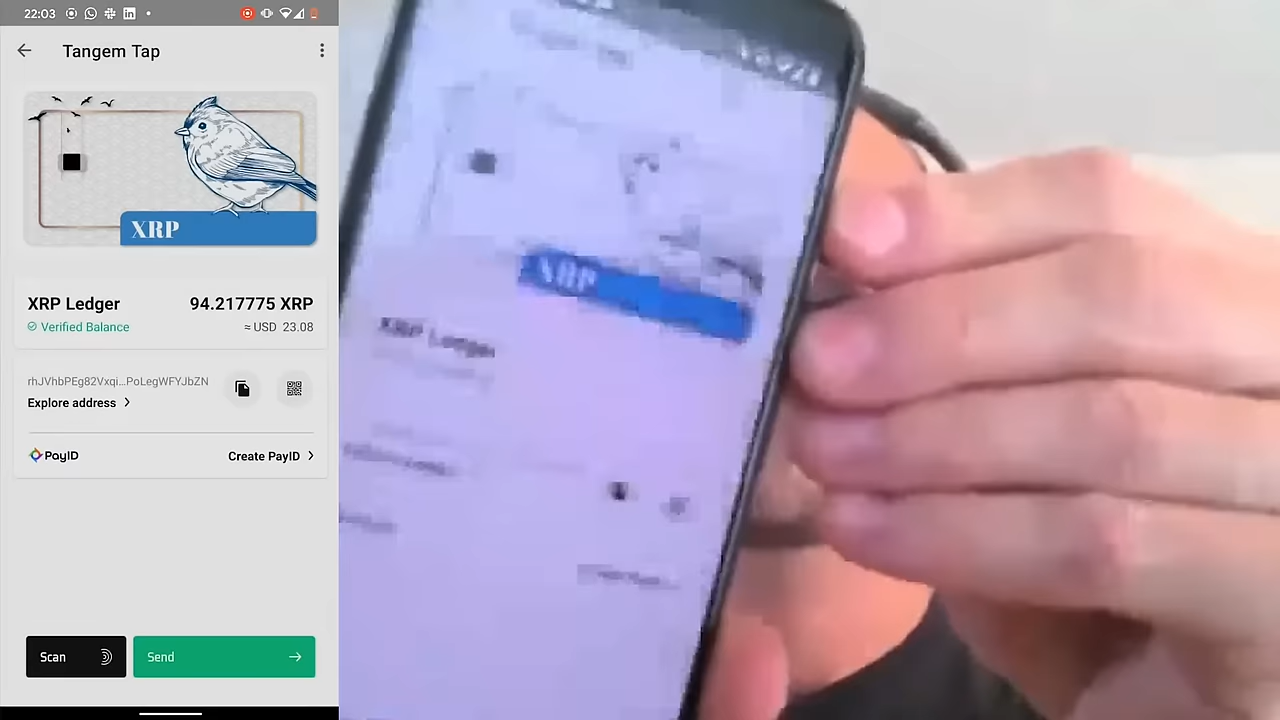 22:03
Tangem Tap
XRP
XRP Ledger
94.217775 XRP
Verified Balance
≈ USD 23.08
rhJVhbPEg82Vxqi...PoLegWFYJbZN
Explore address
PayID
Create PayID
Scan
Send
XRP
XRP Ledger